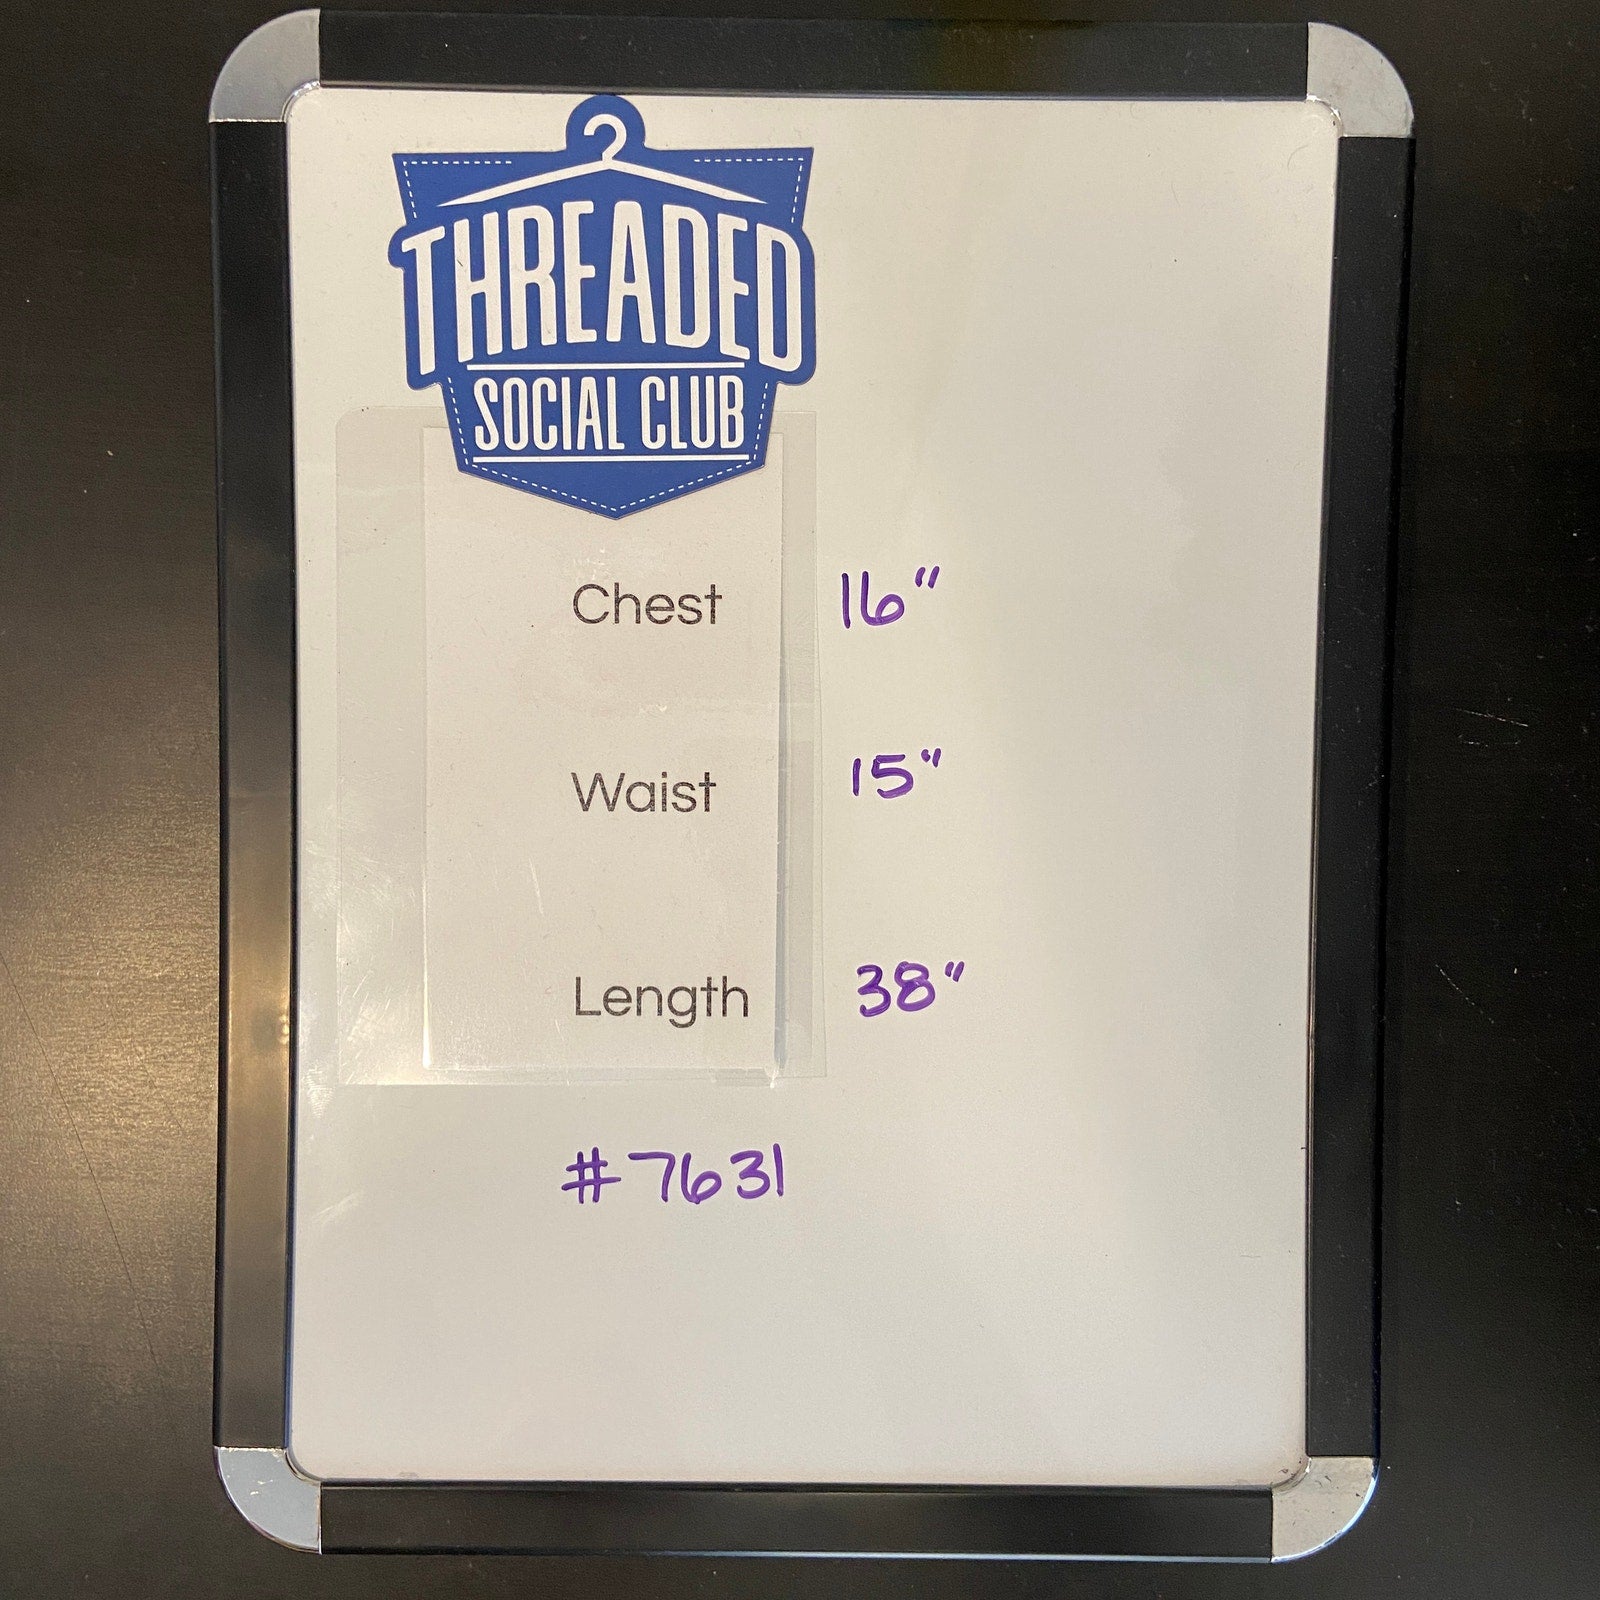 THREADED
SOCIAL CLUB
Chest 16"
Waist 15"
Length 38"
#7631